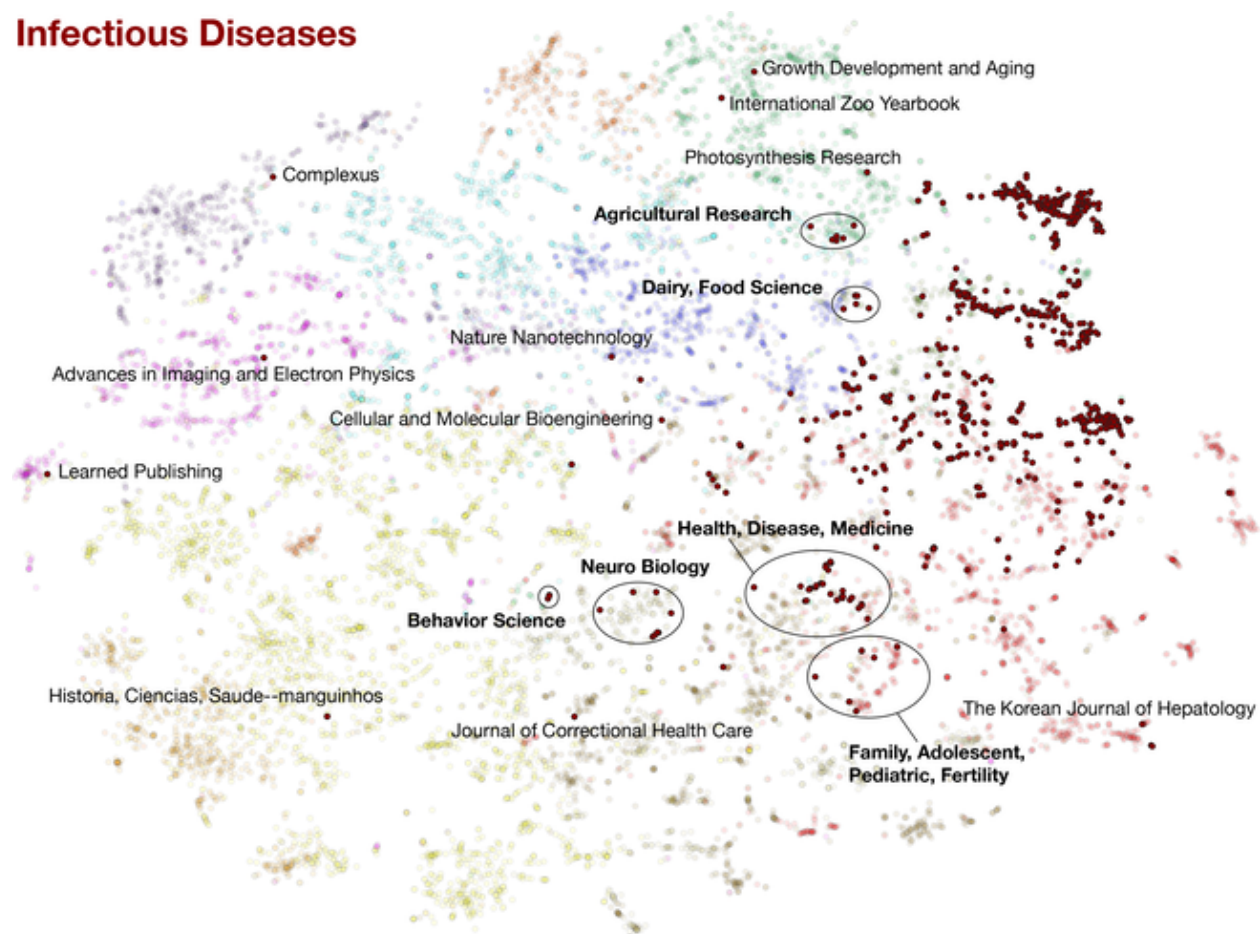 Infectious Diseases
Growth Development and Aging
International Zoo Yearbook
Photosynthesis Research
Complexus
Agricultural Research
Dairy, Food Science
Nature Nanotechnology
Advances in Imaging and Electron Physics
Cellular and Molecular Bioengineering
Learned Publishing
Health, Disease, Medicine
Neuro Biology
Behavior Science
Historia, Ciencias, Saude--manguinhos
The Korean Journal of Hepatology
Journal of Correctional Health Care
Family, Adolescent,
Pediatric, Fertility